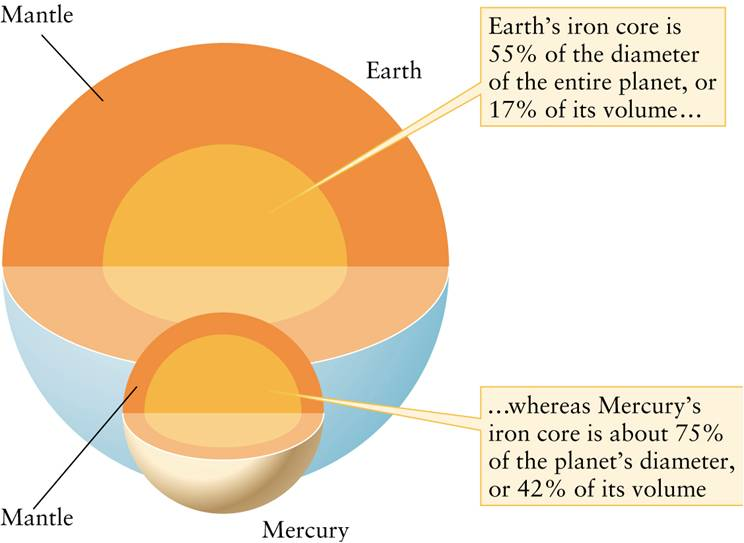 Mantle
Earth
Earth’s iron core is
55% of the diameter
of the entire planet, or
17% of its volume…
…whereas Mercury’s
iron core is about 75%
of the planet’s diameter,
or 42% of its volume
Mantle
Mercury